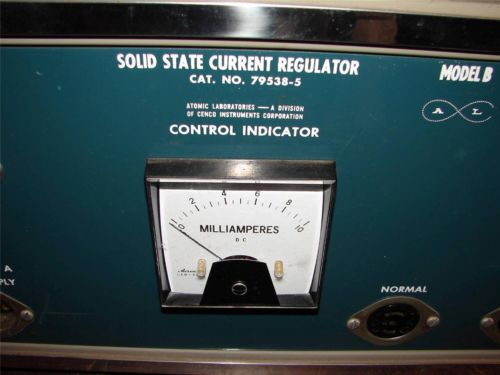 SOLID STATE CURRENT REGULATOR
CAT. NO. 79538-5
MODEL B
ATOMIC LABORATORIES — A DIVISION
OF CENCO INSTRUMENTS CORPORATION
A L
CONTROL INDICATOR
0 2 4 6 8 10
MILLIAMPERES
DC
A
PLY
NORMAL